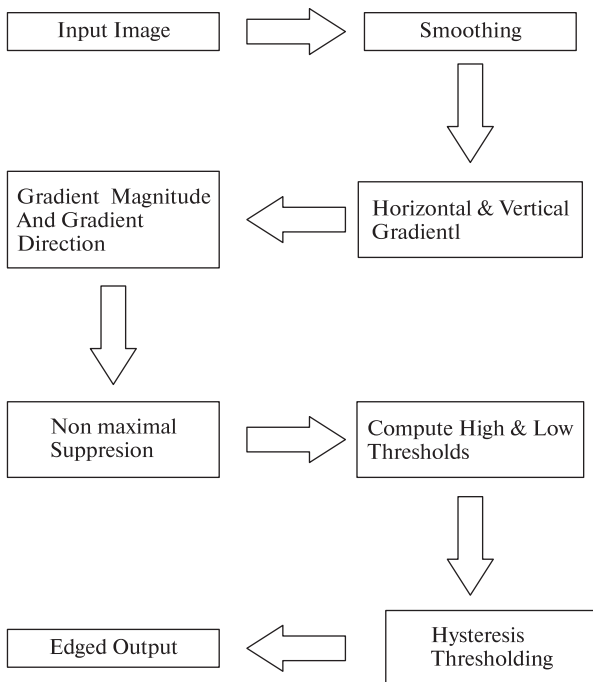 Input Image
Smoothing
Horizontal & Vertical
Gradientl
Gradient Magnitude
And Gradient
Direction
Non maximal
Suppresion
Compute High & Low
Thresholds
Hysteresis
Thresholding
Edged Output